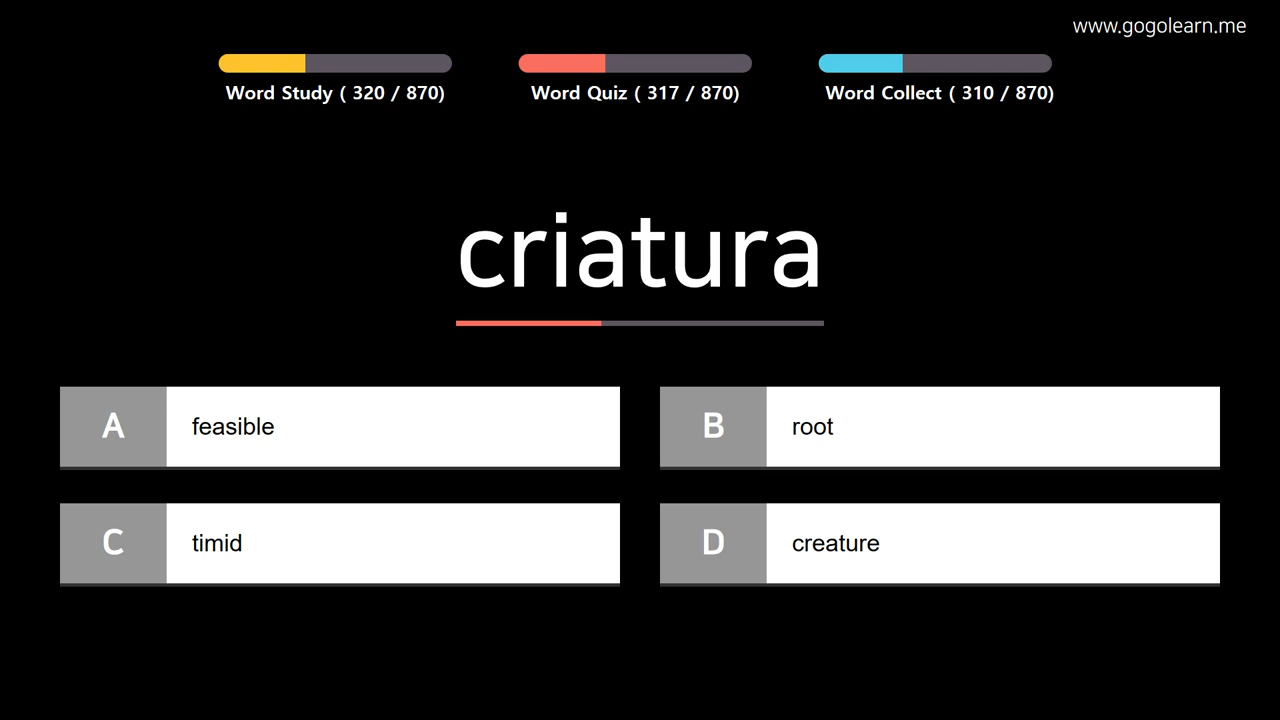 www.gogolearn.me
Word Study ( 320 / 870)
Word Quiz ( 317 / 870)
Word Collect ( 310 / 870)
criatura
A feasible
B root
C timid
D creature